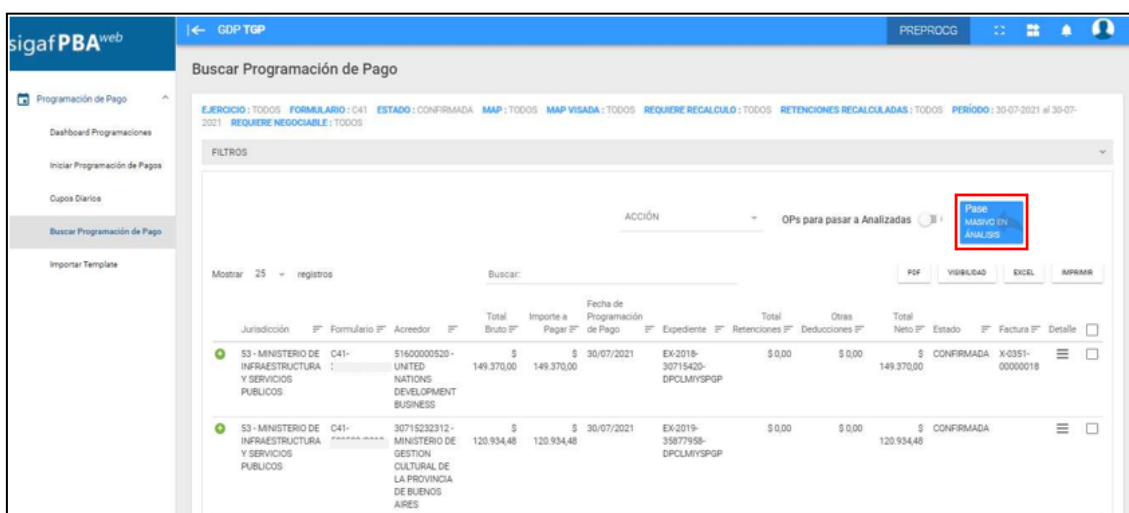 sigafPBAweb
GDP TGP
PREPROCG
Buscar Programación de Pago
Programación de Pago
Dashboard Programaciones
Iniciar Programación de Pagos
Cupos Diarios
Buscar Programación de Pago
Importar Template
EJERCICIO : TODOS FORMULARIO : C41 ESTADO : CONFIRMADA MAP : TODOS MAP VISADA : TODOS REQUIERE RECALCULO : TODOS RETENCIONES RECALCULADAS : TODOS PERÍODO : 30-07-2021 al 30-07-
2021 REQUIERE NEGOCIABLE : TODOS
FILTROS
ACCIÓN
OPs para pasar a Analizadas
Pase
MASIVO EN
ÁNALISIS
Mostrar 25 registros
Buscar:
PDF VISIBILIDAD EXCEL IMPRIMIR
Jurisdicción Formulario Acreedor Total Bruto Importe a Pagar Fecha de Programación de Pago Expediente Total Retenciones Otras Deducciones Total Neto Estado Factura Detalle
53 - MINISTERIO DE C41- 51600000520 - $ $ 30/07/2021 EX-2018- $ 0,00 $ 0,00 $ CONFIRMADA X-0351-
INFRAESTRUCTURA UNITED 149.370,00 149.370,00 30715420- 149.370,00 00000018
Y SERVICIOS NATIONS DPCLMIYSPGP
PUBLICOS DEVELOPMENT
BUSINESS
53 - MINISTERIO DE C41- 30715232312 - $ $ 30/07/2021 EX-2019- $ 0,00 $ 0,00 $ CONFIRMADA
INFRAESTRUCTURA MINISTERIO DE 120.934,48 120.934,48 35877958- 120.934,48
Y SERVICIOS GESTION DPCLMIYSPGP
PUBLICOS CULTURAL DE
LA PROVINCIA
DE BUENOS
AIRES